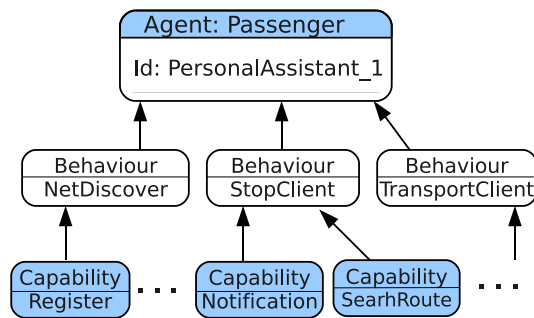 Agent: Passenger
Id: PersonalAssistant_1
Behaviour
NetDiscover
Behaviour
StopClient
Behaviour
TransportClient
Capability
Register
. . .
Capability
Notification
Capability
SearhRoute
. . .